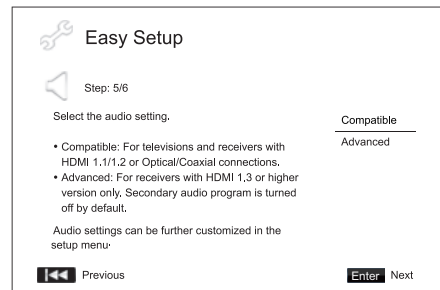 Easy Setup
Step: 5/6
Select the audio setting.
• Compatible: For televisions and receivers with
HDMI 1.1/1.2 or Optical/Coaxial connections.
• Advanced: For receivers with HDMI 1.3 or higher
version only. Secondary audio program is turned
off by default.
Audio settings can be further customized in the
setup menu.
Compatible
Advanced
Previous
Enter Next